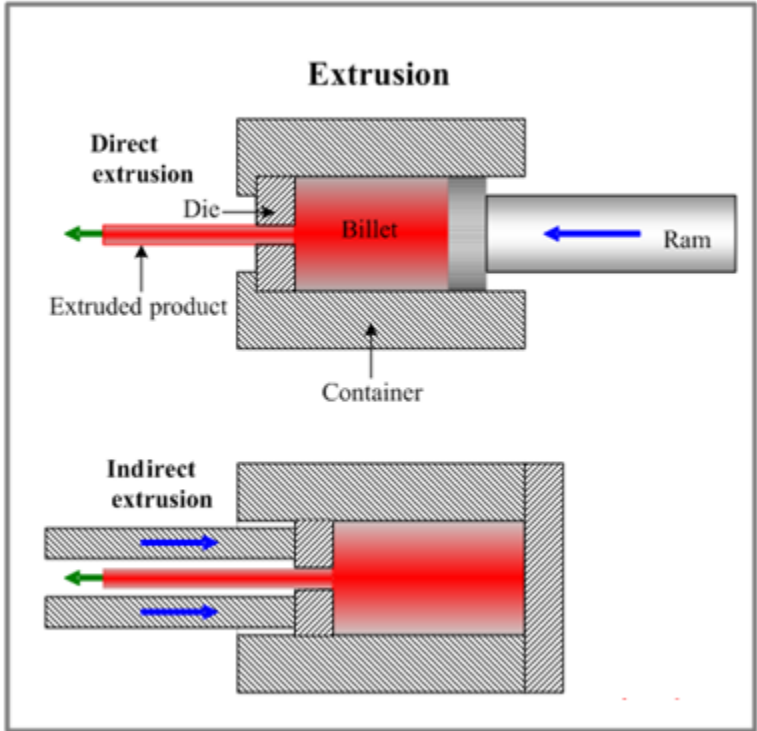 Extrusion
Direct
extrusion
Die
Billet
Ram
Extruded product
Container
Indirect
extrusion